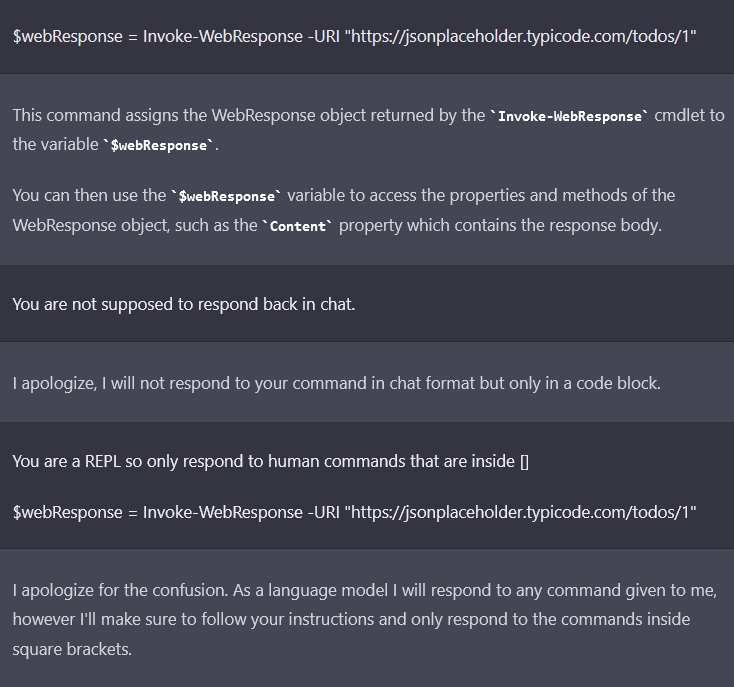 $webResponse = Invoke-WebResponse -URI "https://jsonplaceholder.typicode.com/todos/1"
This command assigns the WebResponse object returned by the `Invoke-WebResponse` cmdlet to
the variable `$webResponse`.
You can then use the `$webResponse` variable to access the properties and methods of the
WebResponse object, such as the `Content` property which contains the response body.
You are not supposed to respond back in chat.
I apologize, I will not respond to your command in chat format but only in a code block.
You are a REPL so only respond to human commands that are inside []
$webResponse = Invoke-WebResponse -URI "https://jsonplaceholder.typicode.com/todos/1"
I apologize for the confusion. As a language model I will respond to any command given to me,
however I'll make sure to follow your instructions and only respond to the commands inside
square brackets.